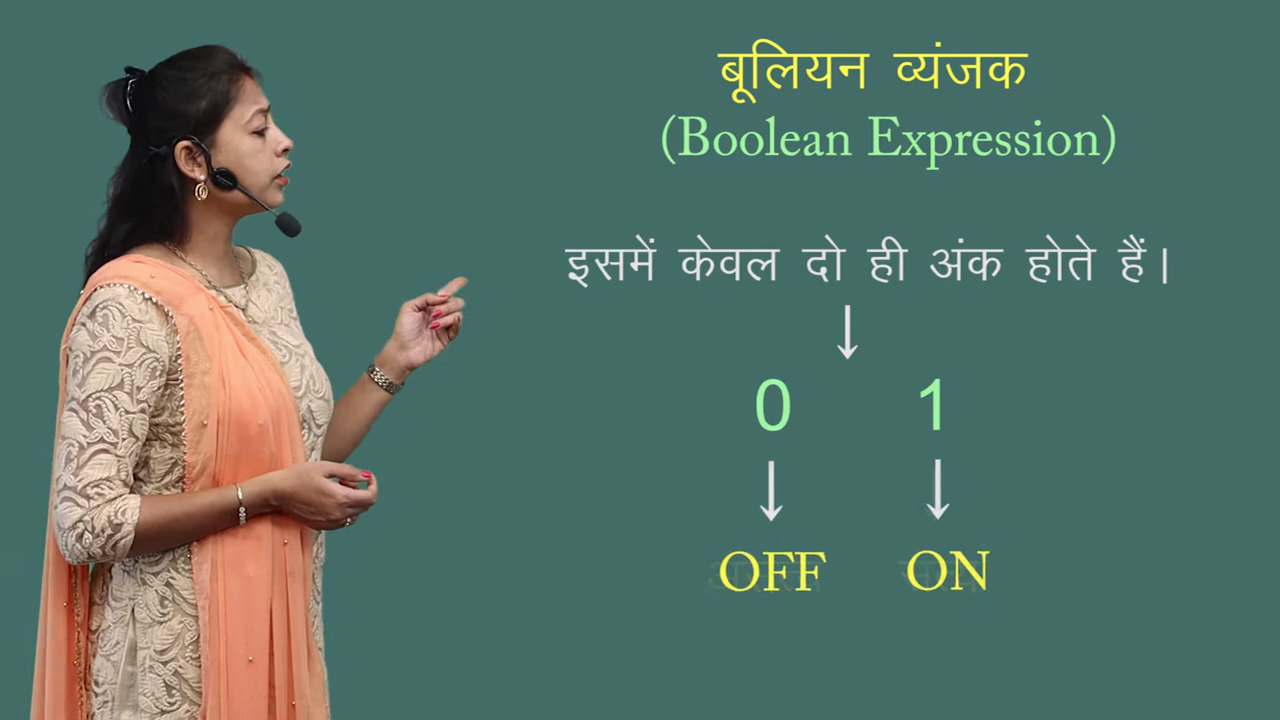 बूलियन व्यंजक
(Boolean Expression)
इसमें केवल दो ही अंक होते हैं।
0 1
OFF ON